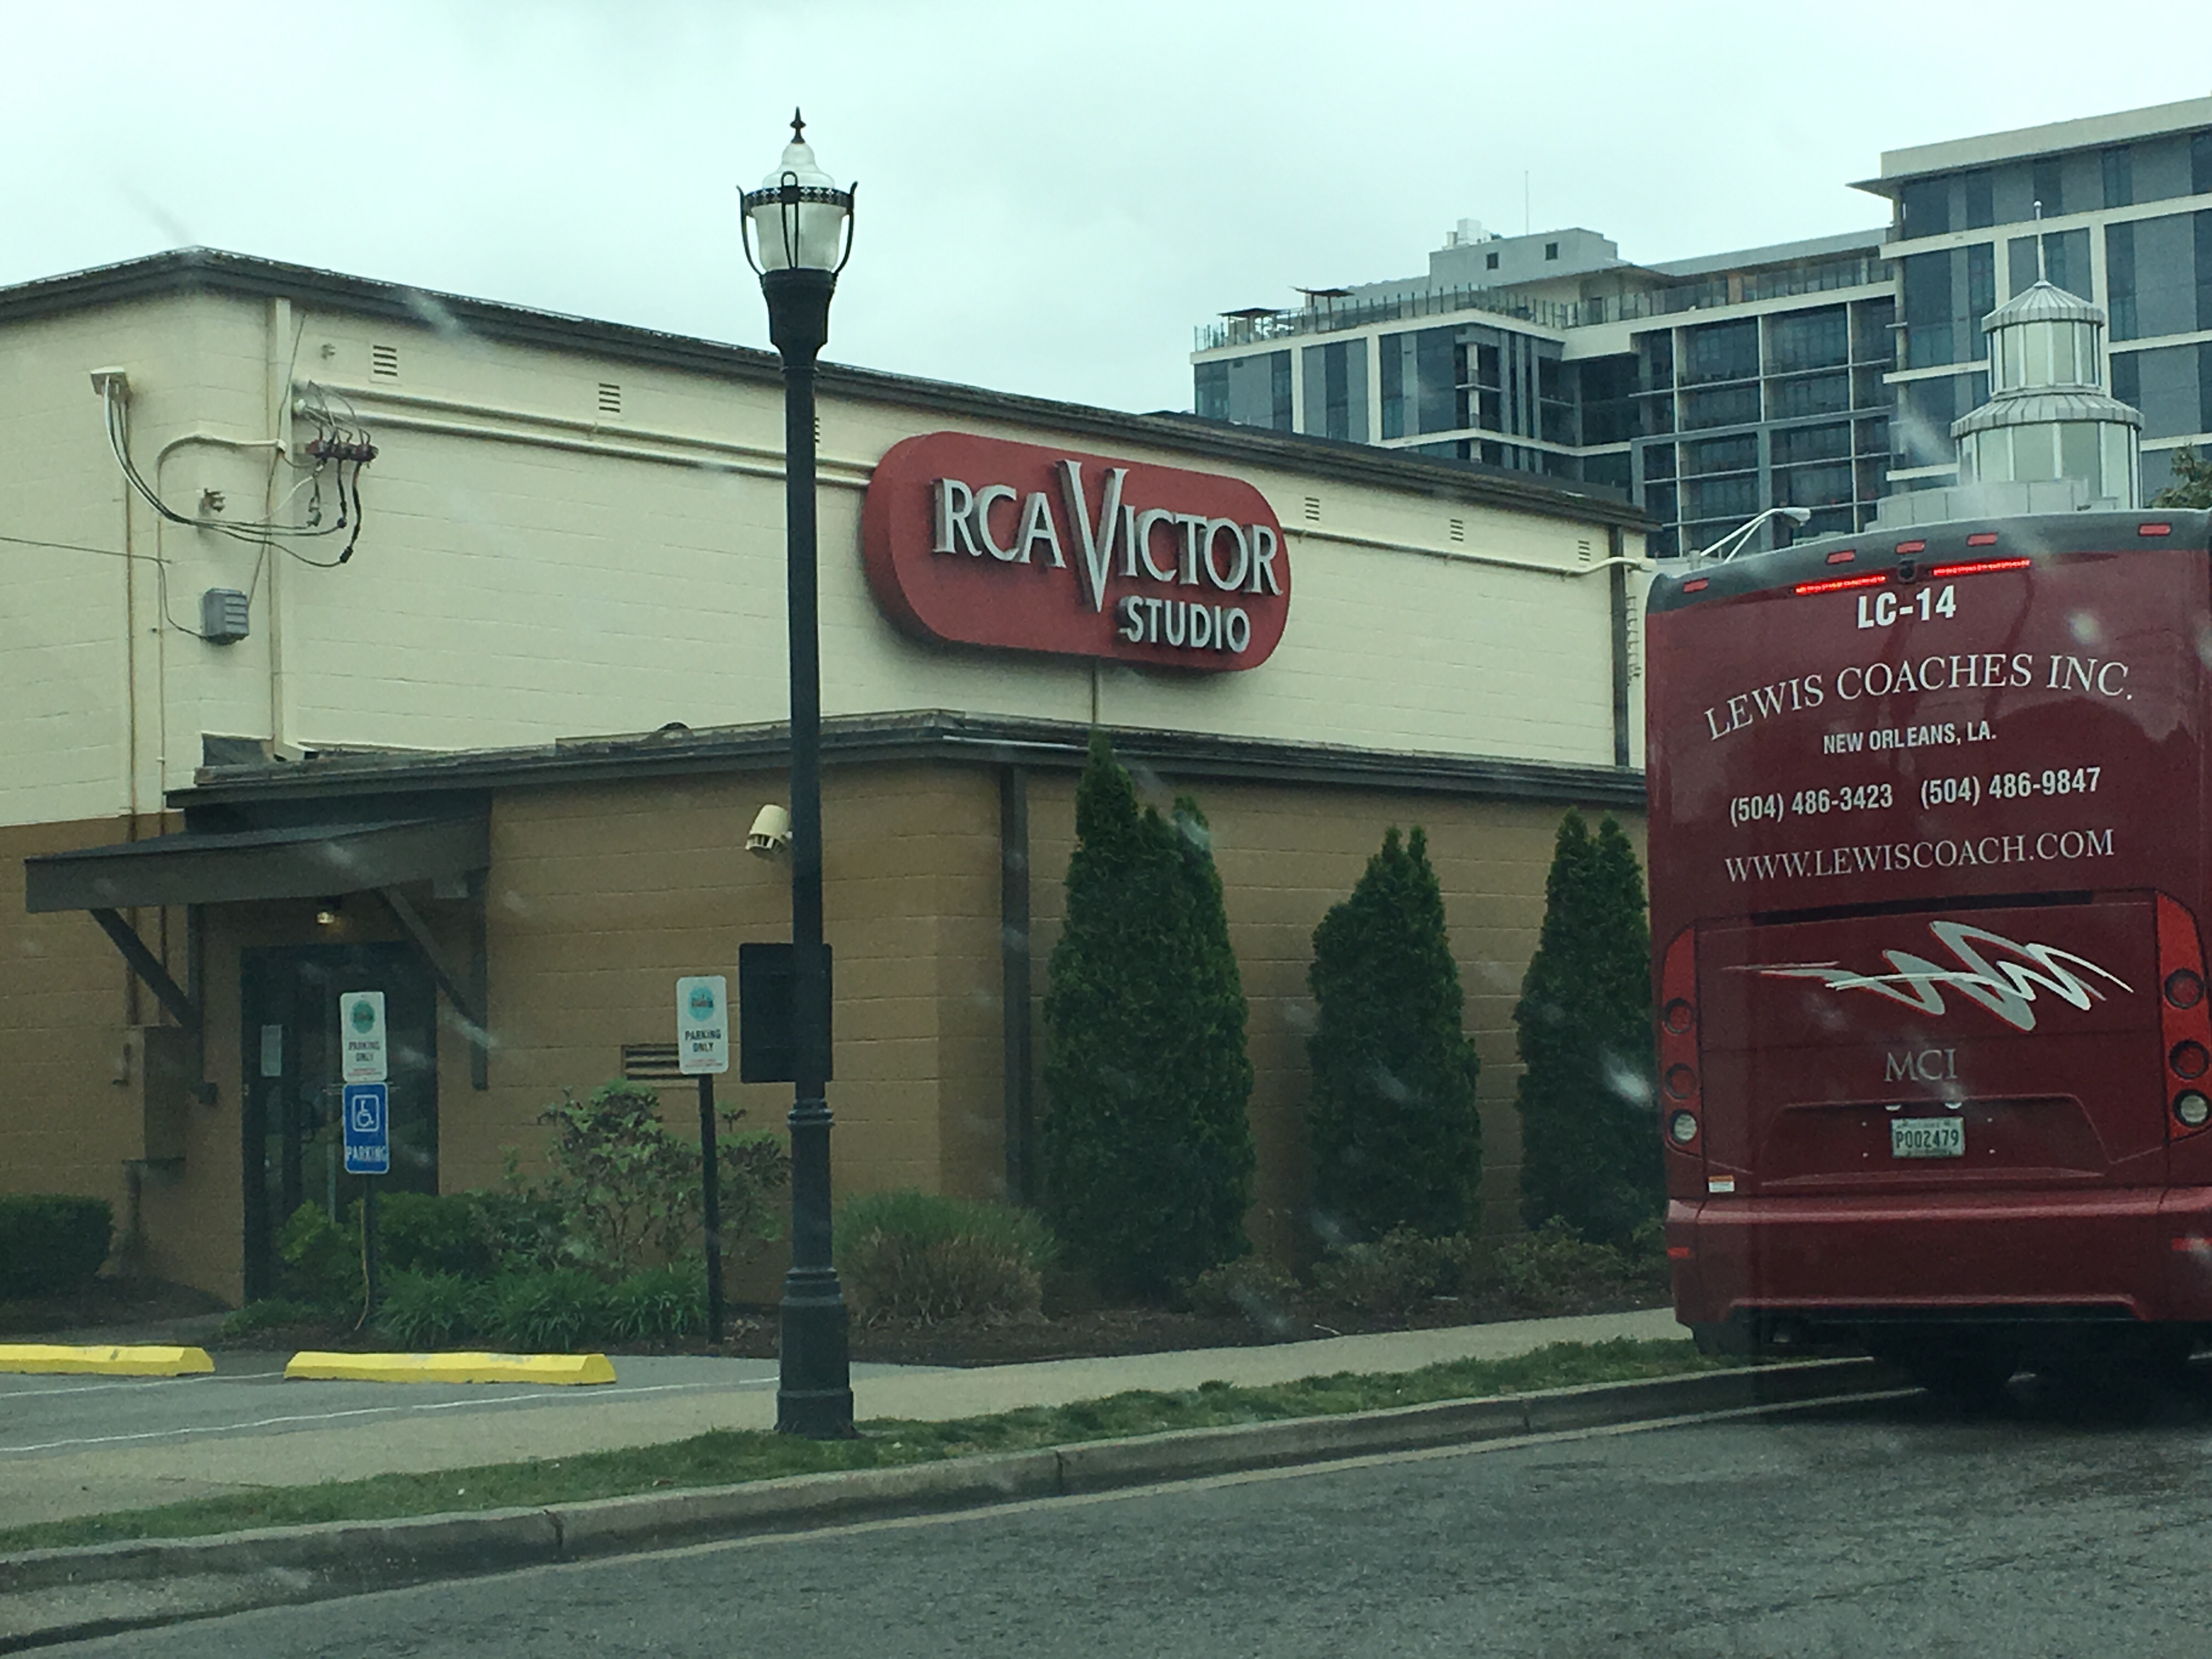 RCA VICTOR
STUDIO
LC-14
LEWIS COACHES INC.
NEW ORLEANS, LA.
(504) 486-3423 (504) 486-9847
WWW.LEWISCOACH.COM
MCI
P002479
PARKING
ONLY
PARKING
PARKING
ONLY